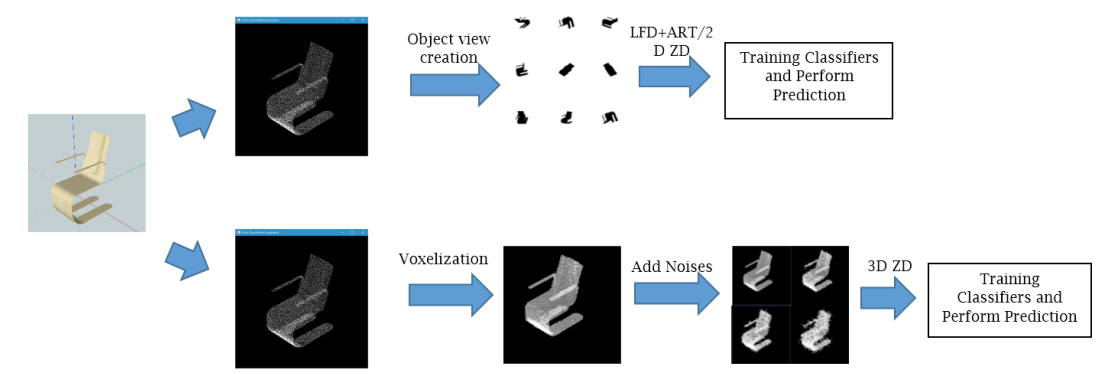 Object view
creation
LFD+ART/2
D ZD
Training Classifiers
and Perform
Prediction
Voxelization
Add Noises
3D ZD
Training
Classifiers and
Perform Prediction